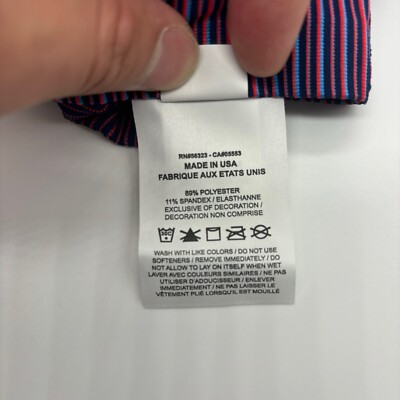 RN#56323 - CA#05553
MADE IN USA
FABRIQUE AUX ETATS UNIS
89% POLYESTER
11% SPANDEX / ELASTHANNE
EXCLUSIVE OF DECORATION /
DECORATION NON COMPRISE
WASH WITH LIKE COLORS / DO NOT USE
SOFTENERS / REMOVE IMMEDIATELY / DO
NOT ALLOW TO LAY ON ITSELF WHEN WET
LAVER AVEC COULEURS SIMILAIRES / NE PAS
UTILISER D'ADOUCISSEUR / ENLEVER
IMMEDIATEMENT / NE PAS LAISSER LE
VÊTEMENT PLIÉ LORSQU'IL EST MOUILLÉ